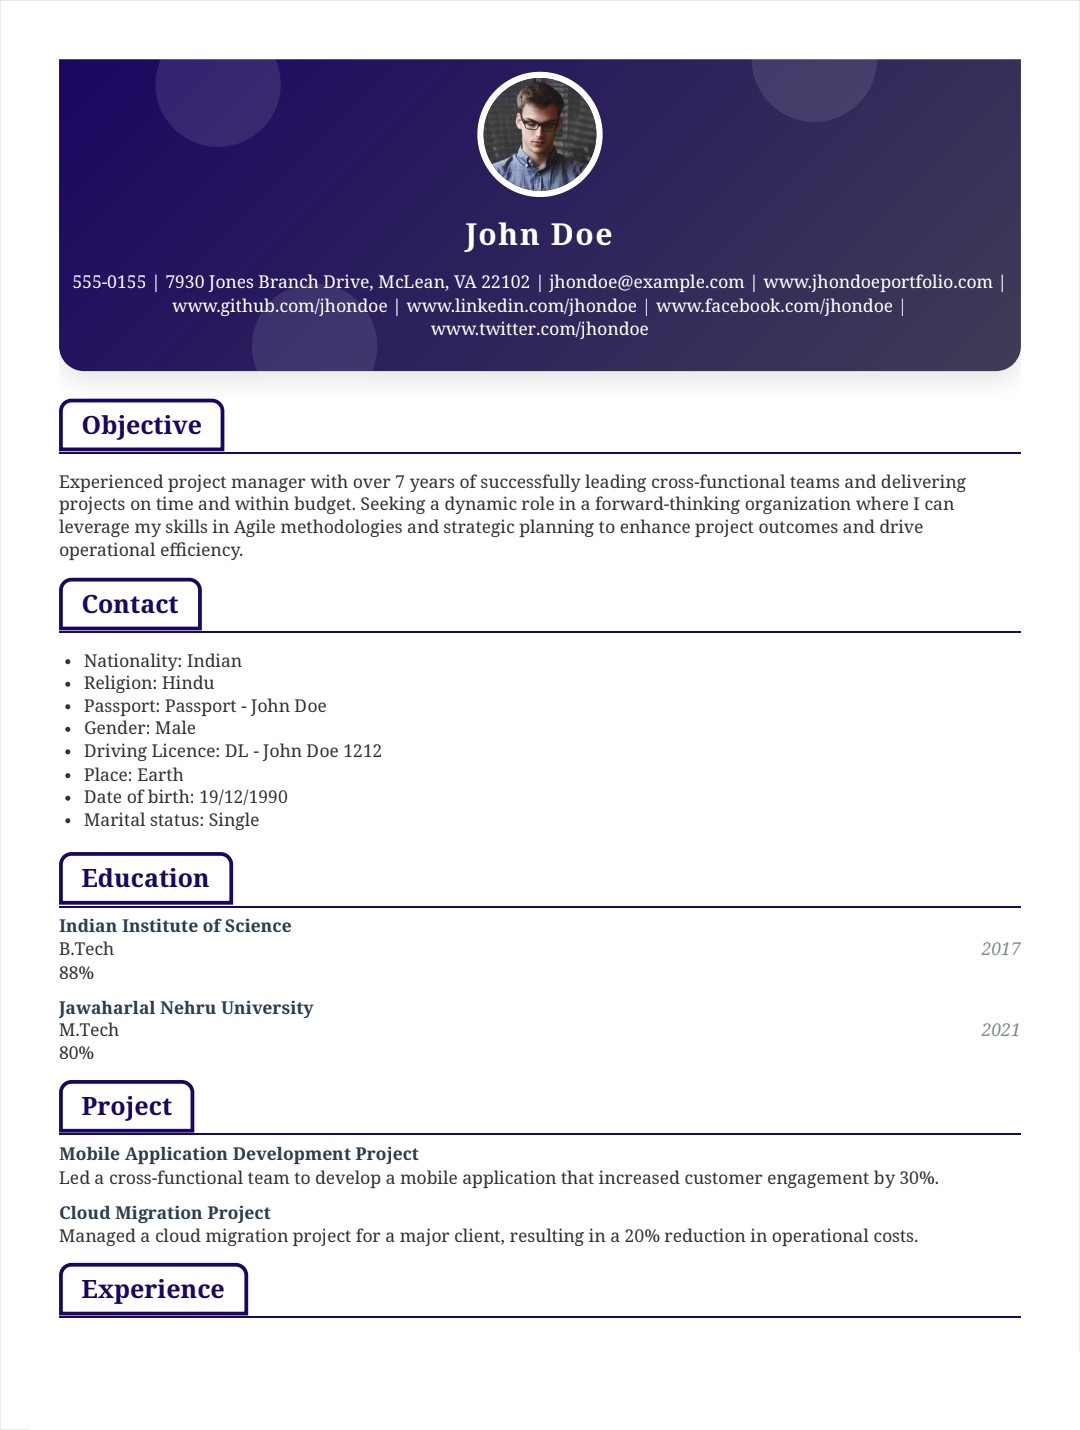 John Doe
555-0155 | 7930 Jones Branch Drive, McLean, VA 22102 | jhondoe@example.com | www.jhondoeportfolio.com |
www.github.com/jhondoe | www.linkedin.com/jhondoe | www.facebook.com/jhondoe |
www.twitter.com/jhondoe
Objective
Experienced project manager with over 7 years of successfully leading cross-functional teams and delivering
projects on time and within budget. Seeking a dynamic role in a forward-thinking organization where I can
leverage my skills in Agile methodologies and strategic planning to enhance project outcomes and drive
operational efficiency.
Contact
• Nationality: Indian
• Religion: Hindu
• Passport: Passport - John Doe
• Gender: Male
• Driving Licence: DL - John Doe 1212
• Place: Earth
• Date of birth: 19/12/1990
• Marital status: Single
Education
Indian Institute of Science
B.Tech 2017
88%
Jawaharlal Nehru University
M.Tech 2021
80%
Project
Mobile Application Development Project
Led a cross-functional team to develop a mobile application that increased customer engagement by 30%.
Cloud Migration Project
Managed a cloud migration project for a major client, resulting in a 20% reduction in operational costs.
Experience